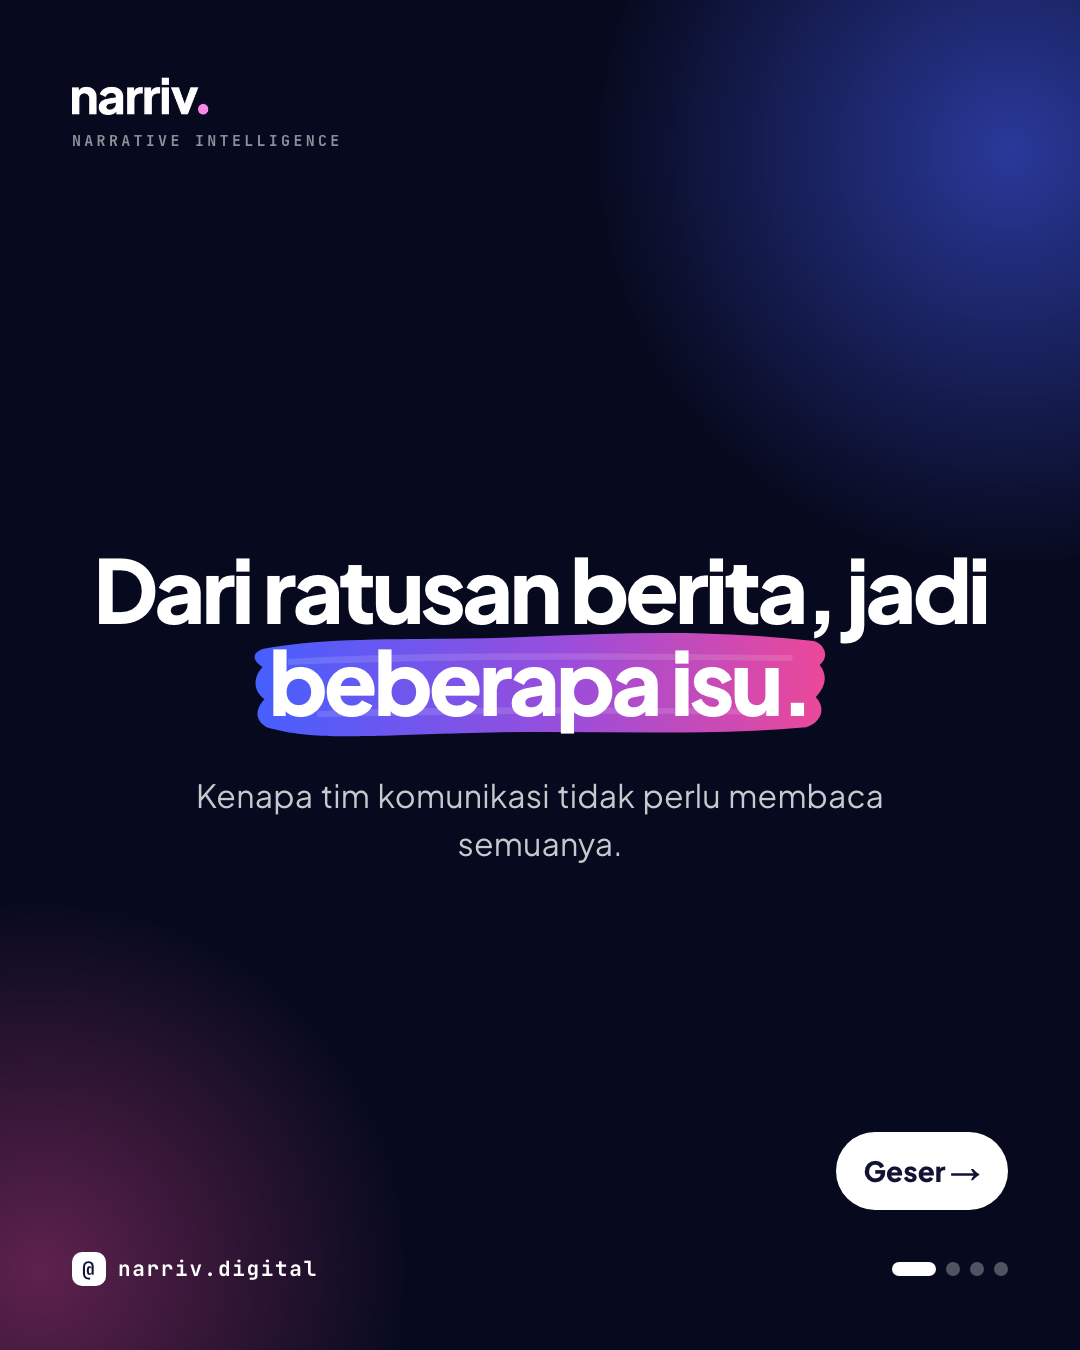 narriv.
NARRATIVE INTELLIGENCE
Dari ratusan berita, jadi
beberapa isu.
Kenapa tim komunikasi tidak perlu membaca
semuanya.
Geser →
@ narriv.digital